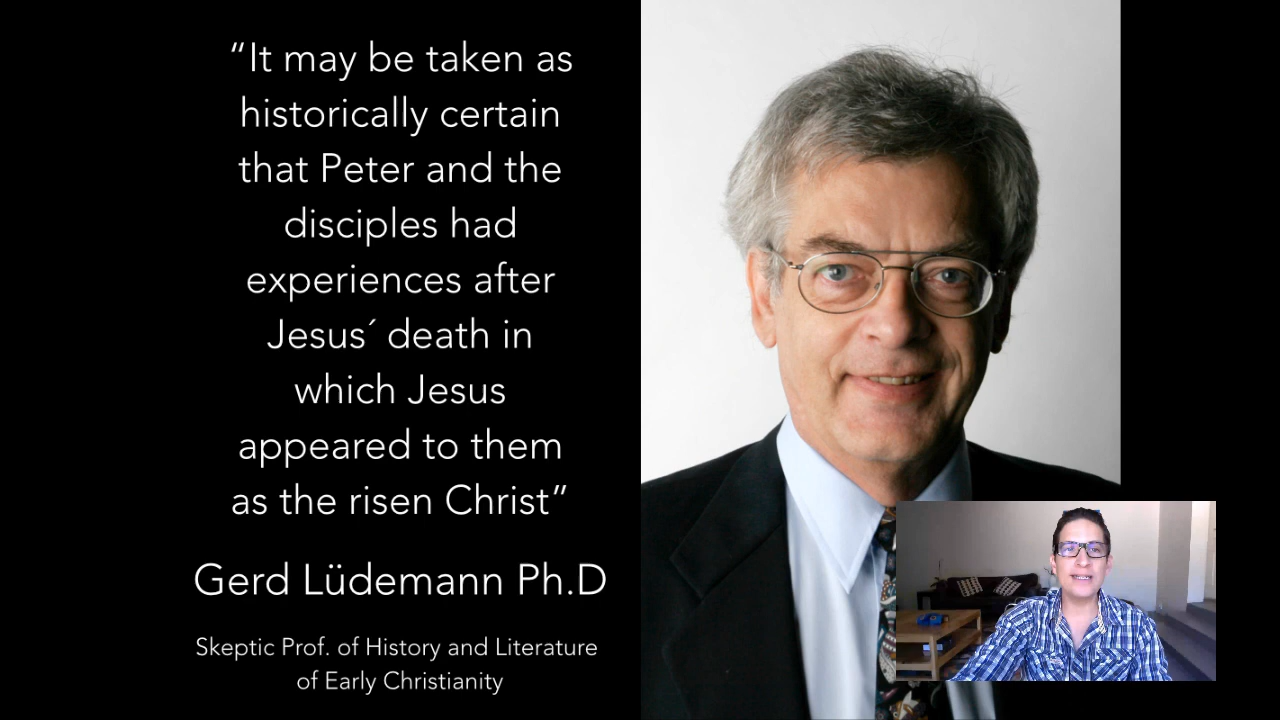 “It may be taken as
historically certain
that Peter and the
disciples had
experiences after
Jesus´ death in
which Jesus
appeared to them
as the risen Christ”
Gerd Lüdemann Ph.D
Skeptic Prof. of History and Literature
of Early Christianity